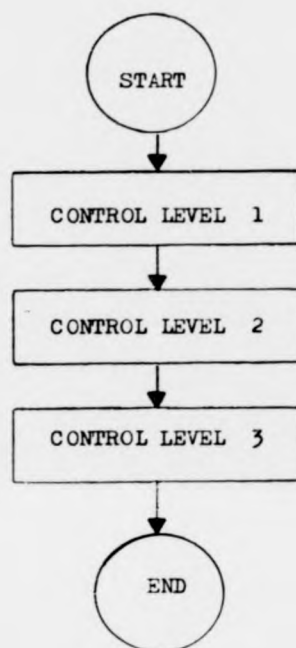 START
CONTROL LEVEL 1
CONTROL LEVEL 2
CONTROL LEVEL 3
END